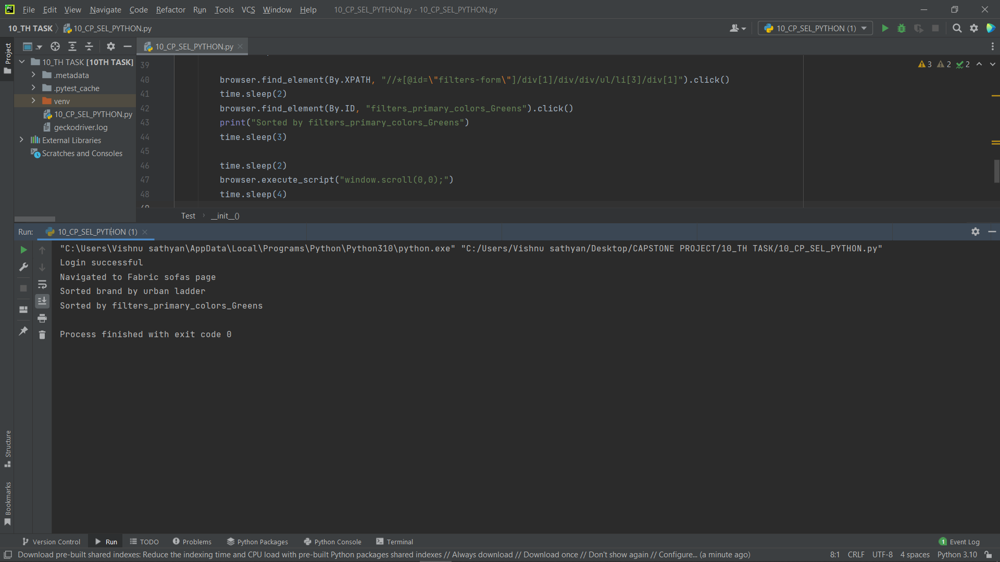 File Edit View Navigate Code Refactor Run Tools VCS Window Help 10_CP_SEL_PYTHON.py - 10_CP_SEL_PYTHON.py
10_TH TASK 10_CP_SEL_PYTHON.py 10_CP_SEL_PYTHON (1)
Project
10_CP_SEL_PYTHON.py
10_TH TASK [10TH TASK]
.metadata
.pytest_cache
venv
10_CP_SEL_PYTHON.py
geckodriver.log
External Libraries
Scratches and Consoles
3 2 2
39
40 browser.find_element(By.XPATH, "//*[@id=\"filters-form\"]/div[1]/div/div/ul/li[3]/div[1]").click()
41 time.sleep(2)
42 browser.find_element(By.ID, "filters_primary_colors_Greens").click()
43 print("Sorted by filters_primary_colors_Greens")
44 time.sleep(3)
45
46 time.sleep(2)
47 browser.execute_script("window.scroll(0,0);")
48 time.sleep(4)
Test › __init__()
Run: 10_CP_SEL_PYTHON (1)
"C:\Users\Vishnu sathyan\AppData\Local\Programs\Python\Python310\python.exe" "C:/Users/Vishnu sathyan/Desktop/CAPSTONE PROJECT/10_TH TASK/10_CP_SEL_PYTHON.py"
Login successful
Navigated to Fabric sofas page
Sorted brand by urban ladder
Sorted by filters_primary_colors_Greens
Process finished with exit code 0
Structure
Bookmarks
Version Control Run TODO Problems Python Packages Python Console Terminal 1 Event Log
Download pre-built shared indexes: Reduce the indexing time and CPU load with pre-built Python packages shared indexes // Always download // Download once // Don't show again // Configure... (a minute ago) 8:1 CRLF UTF-8 4 spaces Python 3.10